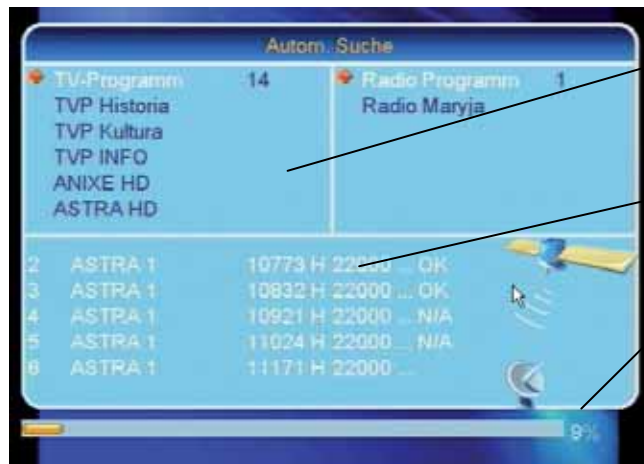 Autom. Suche
TV-Programm 14
TVP Historia
TVP Kultura
TVP INFO
ANIXE HD
ASTRA HD
Radio Programm 1
Radio Maryja
2 ASTRA 1 10773 H 22000 ... OK
3 ASTRA 1 10832 H 22000 ... OK
4 ASTRA 1 10921 H 22000 ... N/A
5 ASTRA 1 11024 H 22000 ... N/A
6 ASTRA 1 11171 H 22000 ...
9%